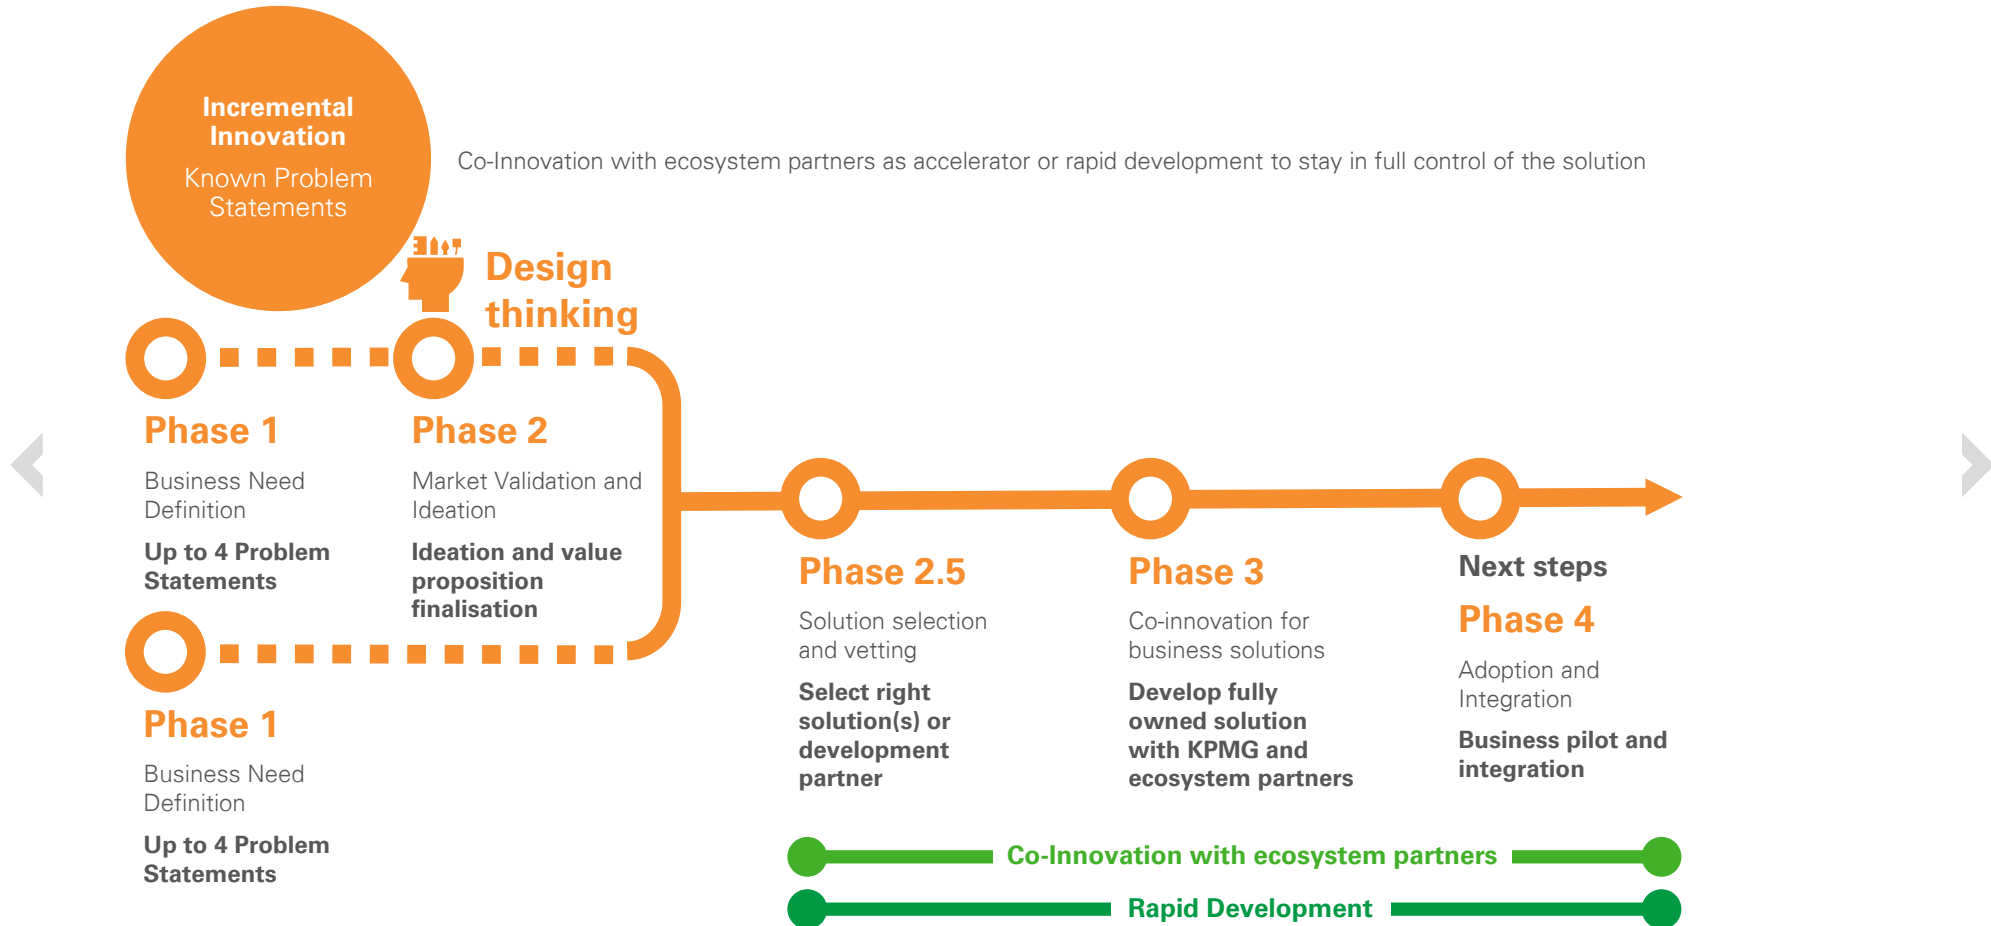 Incremental
Innovation
Known Problem
Statements
Co-Innovation with ecosystem partners as accelerator or rapid development to stay in full control of the solution
Design
thinking
Phase 1
Business Need
Definition
Up to 4 Problem
Statements
Phase 2
Market Validation and
Ideation
Ideation and value
proposition
finalisation
Phase 1
Business Need
Definition
Up to 4 Problem
Statements
Phase 2.5
Solution selection
and vetting
Select right
solution(s) or
development
partner
Phase 3
Co-innovation for
business solutions
Develop fully
owned solution
with KPMG and
ecosystem partners
Next steps
Phase 4
Adoption and
Integration
Business pilot and
integration
Co-Innovation with ecosystem partners
Rapid Development